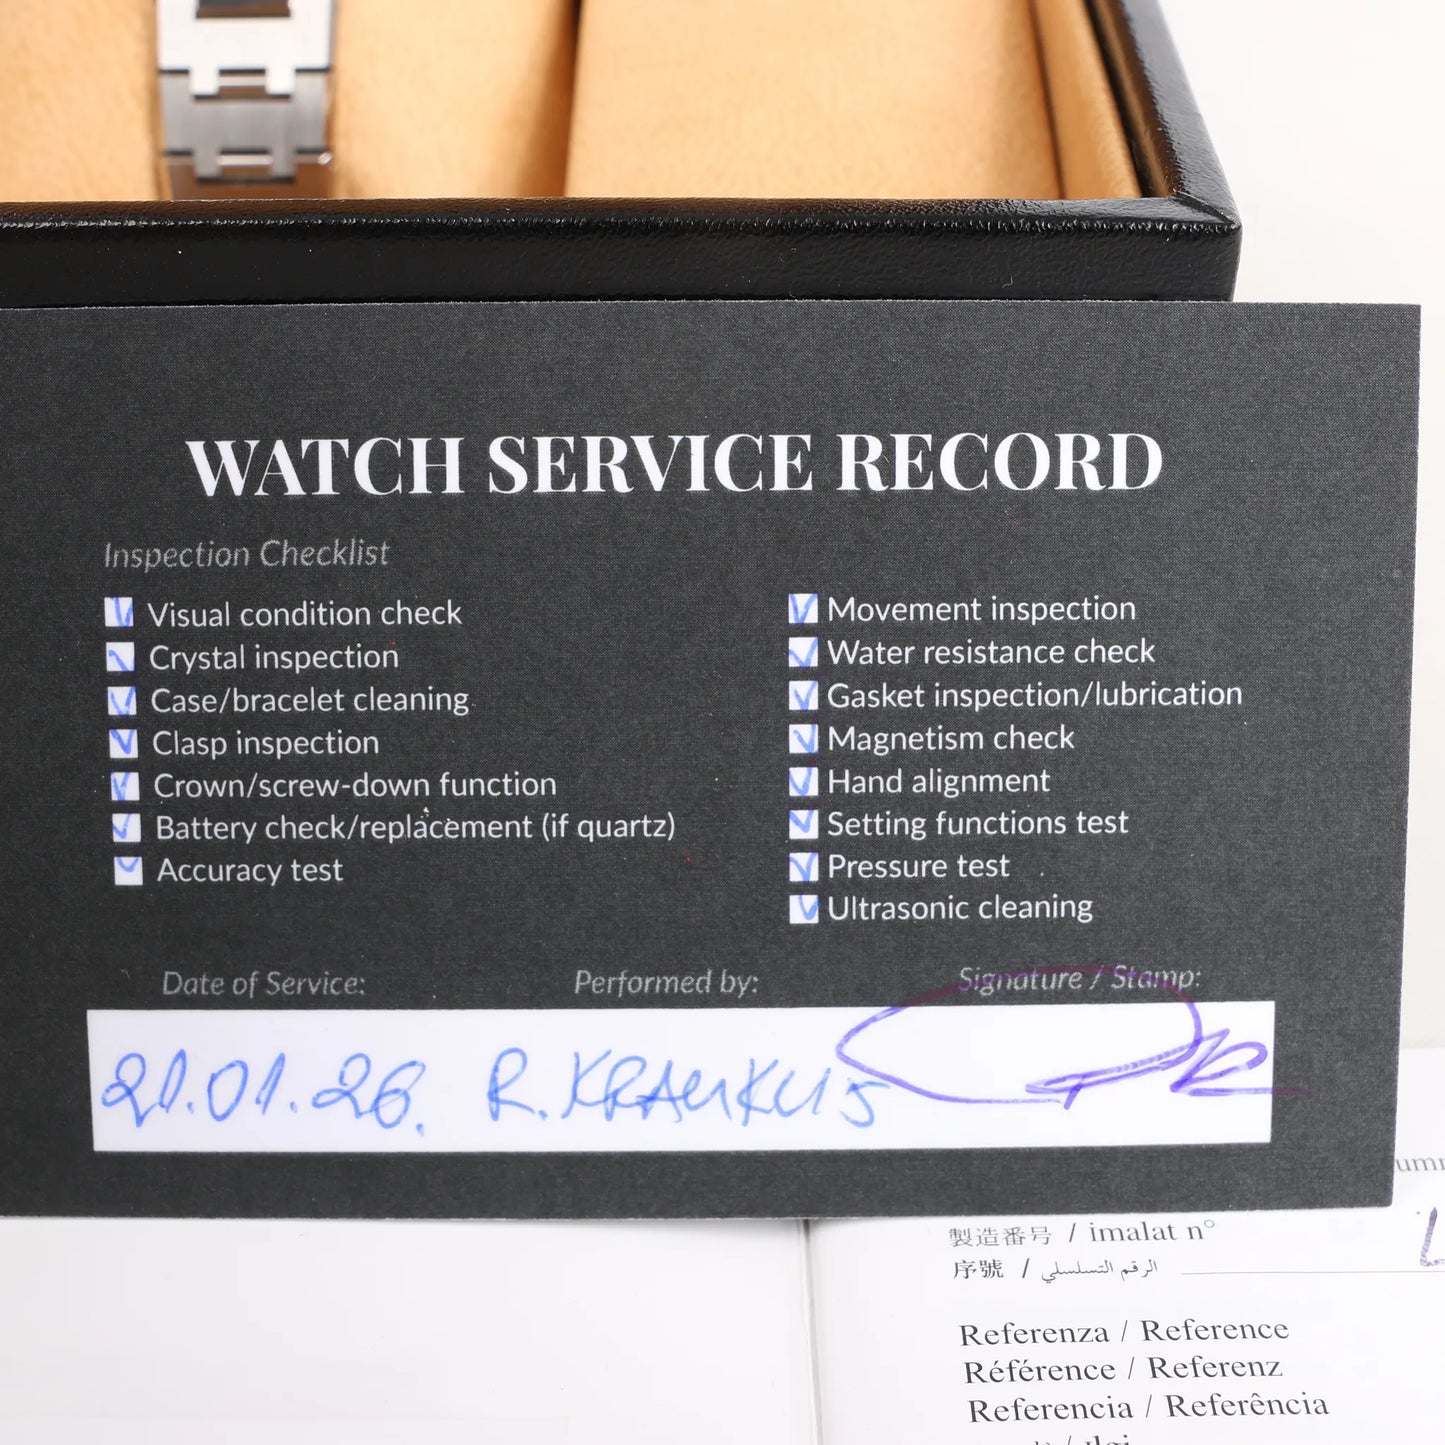 WATCH SERVICE RECORD
Inspection Checklist
Visual condition check
Crystal inspection
Case/bracelet cleaning
Clasp inspection
Crown/screw-down function
Battery check/replacement (if quartz)
Accuracy test
Movement inspection
Water resistance check
Gasket inspection/lubrication
Magnetism check
Hand alignment
Setting functions test
Pressure test
Ultrasonic cleaning
Date of Service: Performed by: Signature / Stamp:
21.01.26. R.
製造番号 / imalat n°
序號 / الرقم التسلسلي
Referenza / Reference
Référence / Referenz
Referencia / Referência